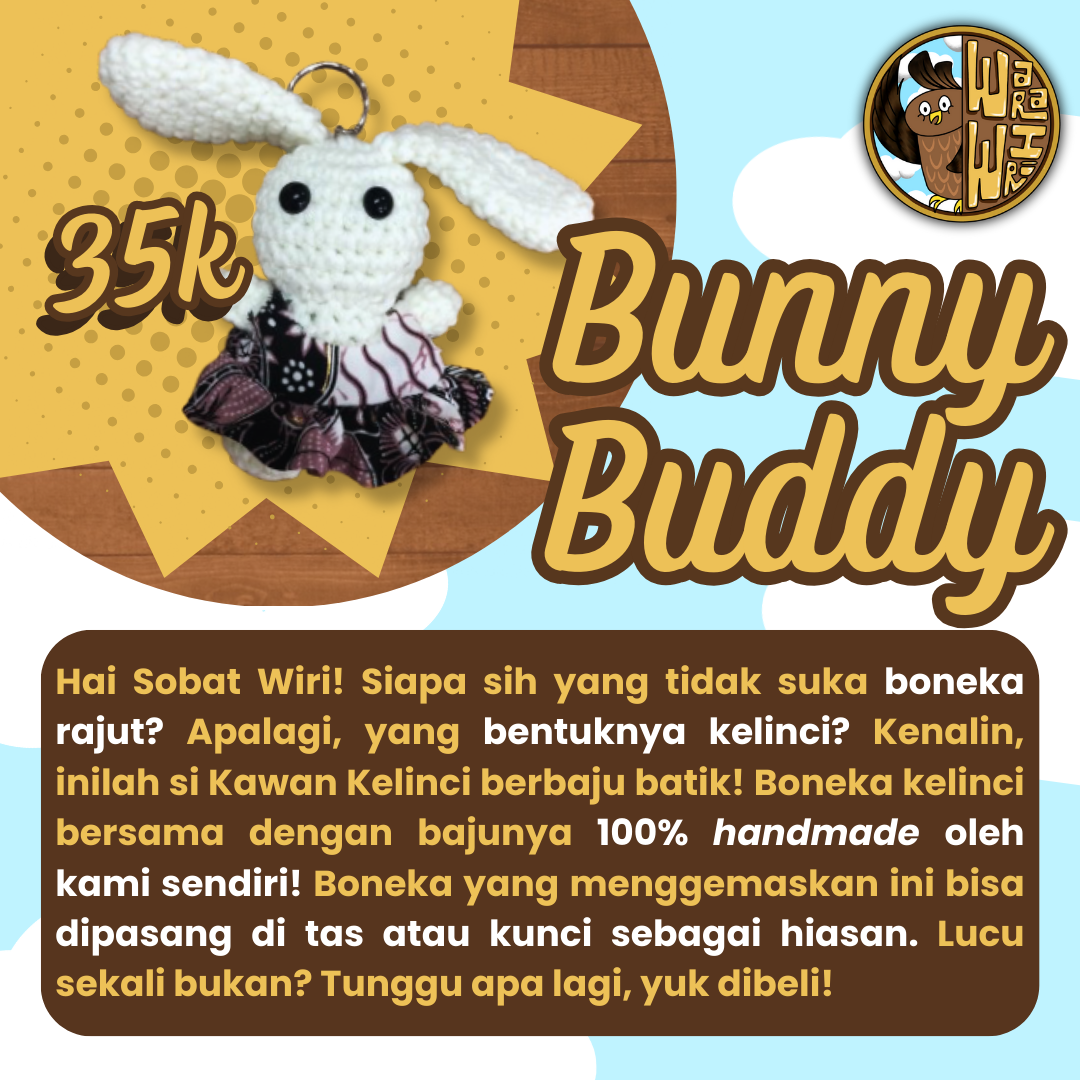 Wara
Wiri
35k
Bunny
Buddy
Hai Sobat Wiri! Siapa sih yang tidak suka boneka
rajut? Apalagi, yang bentuknya kelinci? Kenalin,
inilah si Kawan Kelinci berbaju batik! Boneka kelinci
bersama dengan bajunya 100% handmade oleh
kami sendiri! Boneka yang menggemaskan ini bisa
dipasang di tas atau kunci sebagai hiasan. Lucu
sekali bukan? Tunggu apa lagi, yuk dibeli!